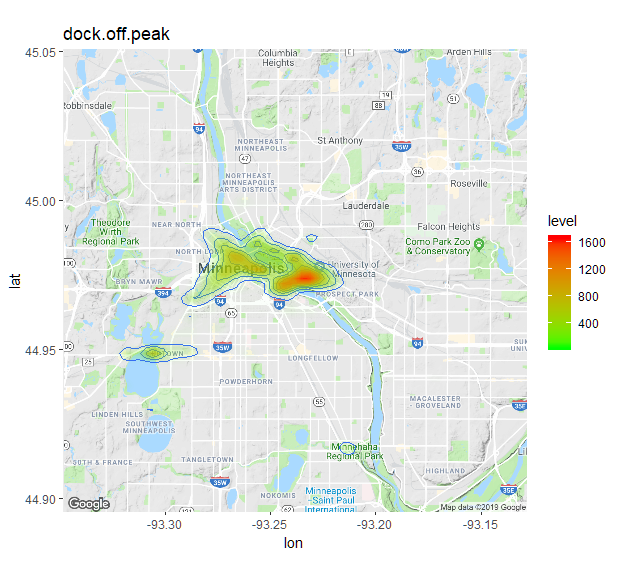 dock.off.peak
45.05
45.00
44.95
44.90
lat
-93.30
-93.25
-93.20
-93.15
lon
level
1600
1200
800
400
Columbia
Heights
Arden Hills
Robbinsdale
19
88
51
94
NORTHEAST
MINNEAPOLIS
St Anthony
35W
47
36
NORTHEAST
MINNEAPOLIS
ARTS DISTRICT
Roseville
Lauderdale
Theodore
Wirth
Regional Park
NEAR NORTH
280
Falcon Heights
Como Park Zoo
& Conservatory
NORTH LOOP
Minneapolis
University of
Minnesota
BRYN MAWR
394
PROSPECT PARK
94
94
65
25
35W
94
LONGFELLOW
POWDERHORN
MACALESTER
- GROVELAND
55
35E
LINDEN HILLS
SOUTHWEST
MINNEAPOLIS
Minnehaha
Regional Park
TANGLETOWN
HIGHLAND
35W
NOKOMIS
Minneapolis
-Saint Paul
International
35E
Google
Map data ©2019 Google